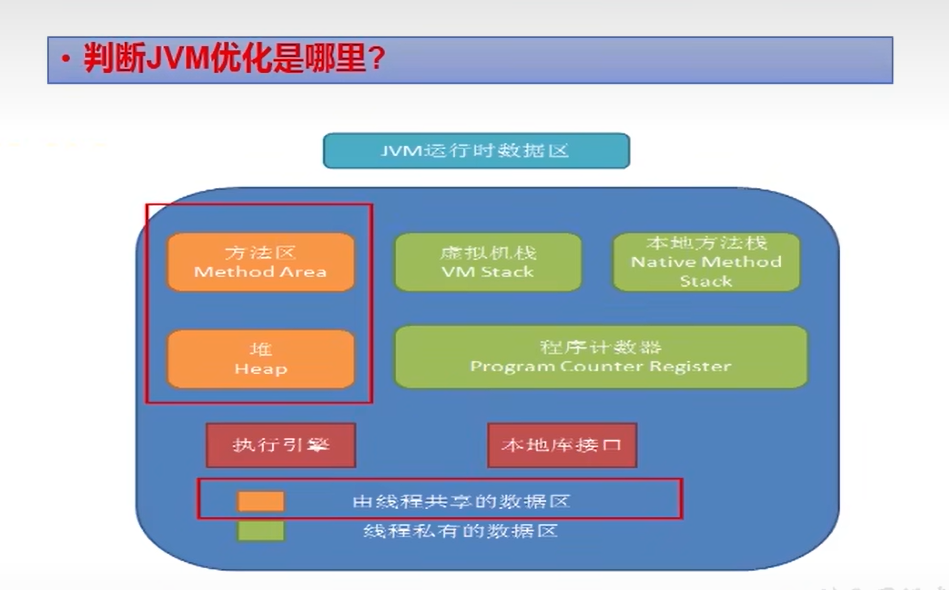 • 判断JVM优化是哪里?
JVM运行时数据区
方法区
Method Area
虚拟机栈
VM Stack
本地方法栈
Native Method
Stack
堆
Heap
程序计数器
Program Counter Register
执行引擎
本地库接口
由线程共享的数据区
线程私有的数据区